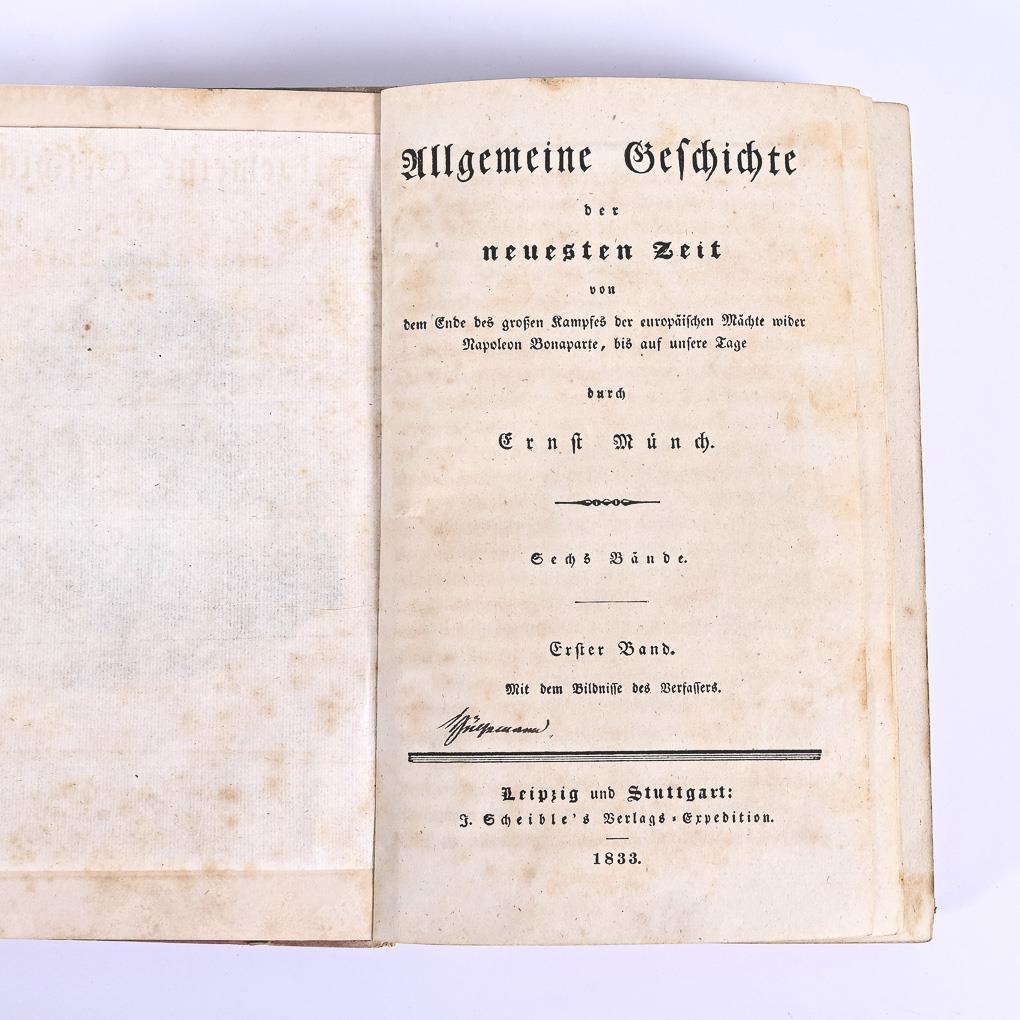 Allgemeine Geschichte
der
neuesten Zeit
von
dem Ende des großen Kampfes der europäischen Mächte wider
Napoleon Bonaparte, bis auf unsere Tage
durch
Ernst Münch.
Sechs Bände.
Erster Band.
Mit dem Bildnisse des Verfassers.
Leipzig und Stuttgart:
J. Scheible's Verlags-Expedition.
1833.